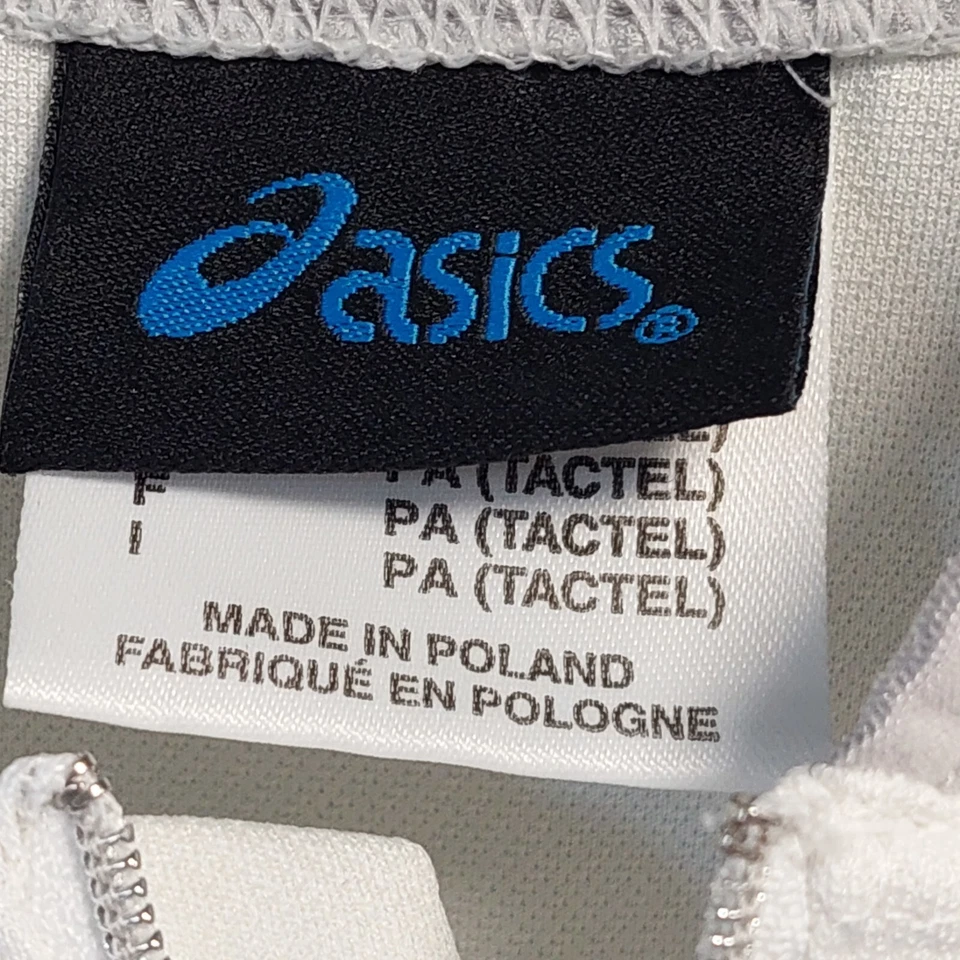 asics®
F PA (TACTEL)
I PA (TACTEL)
PA (TACTEL)
MADE IN POLAND
FABRIQUÉ EN POLOGNE